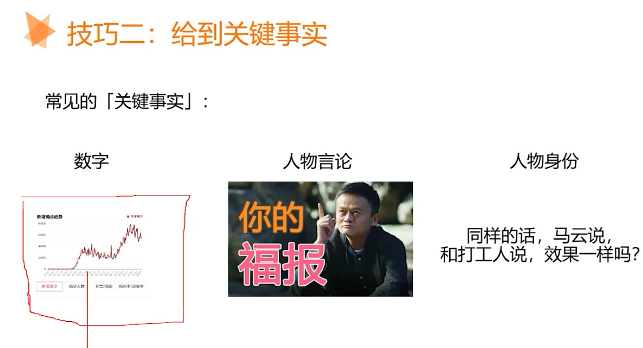 技巧二：给到关键事实
常见的「关键事实」：
数字
人物言论
人物身份
你的
福报
同样的话，马云说，
和打工人说，效果一样吗？